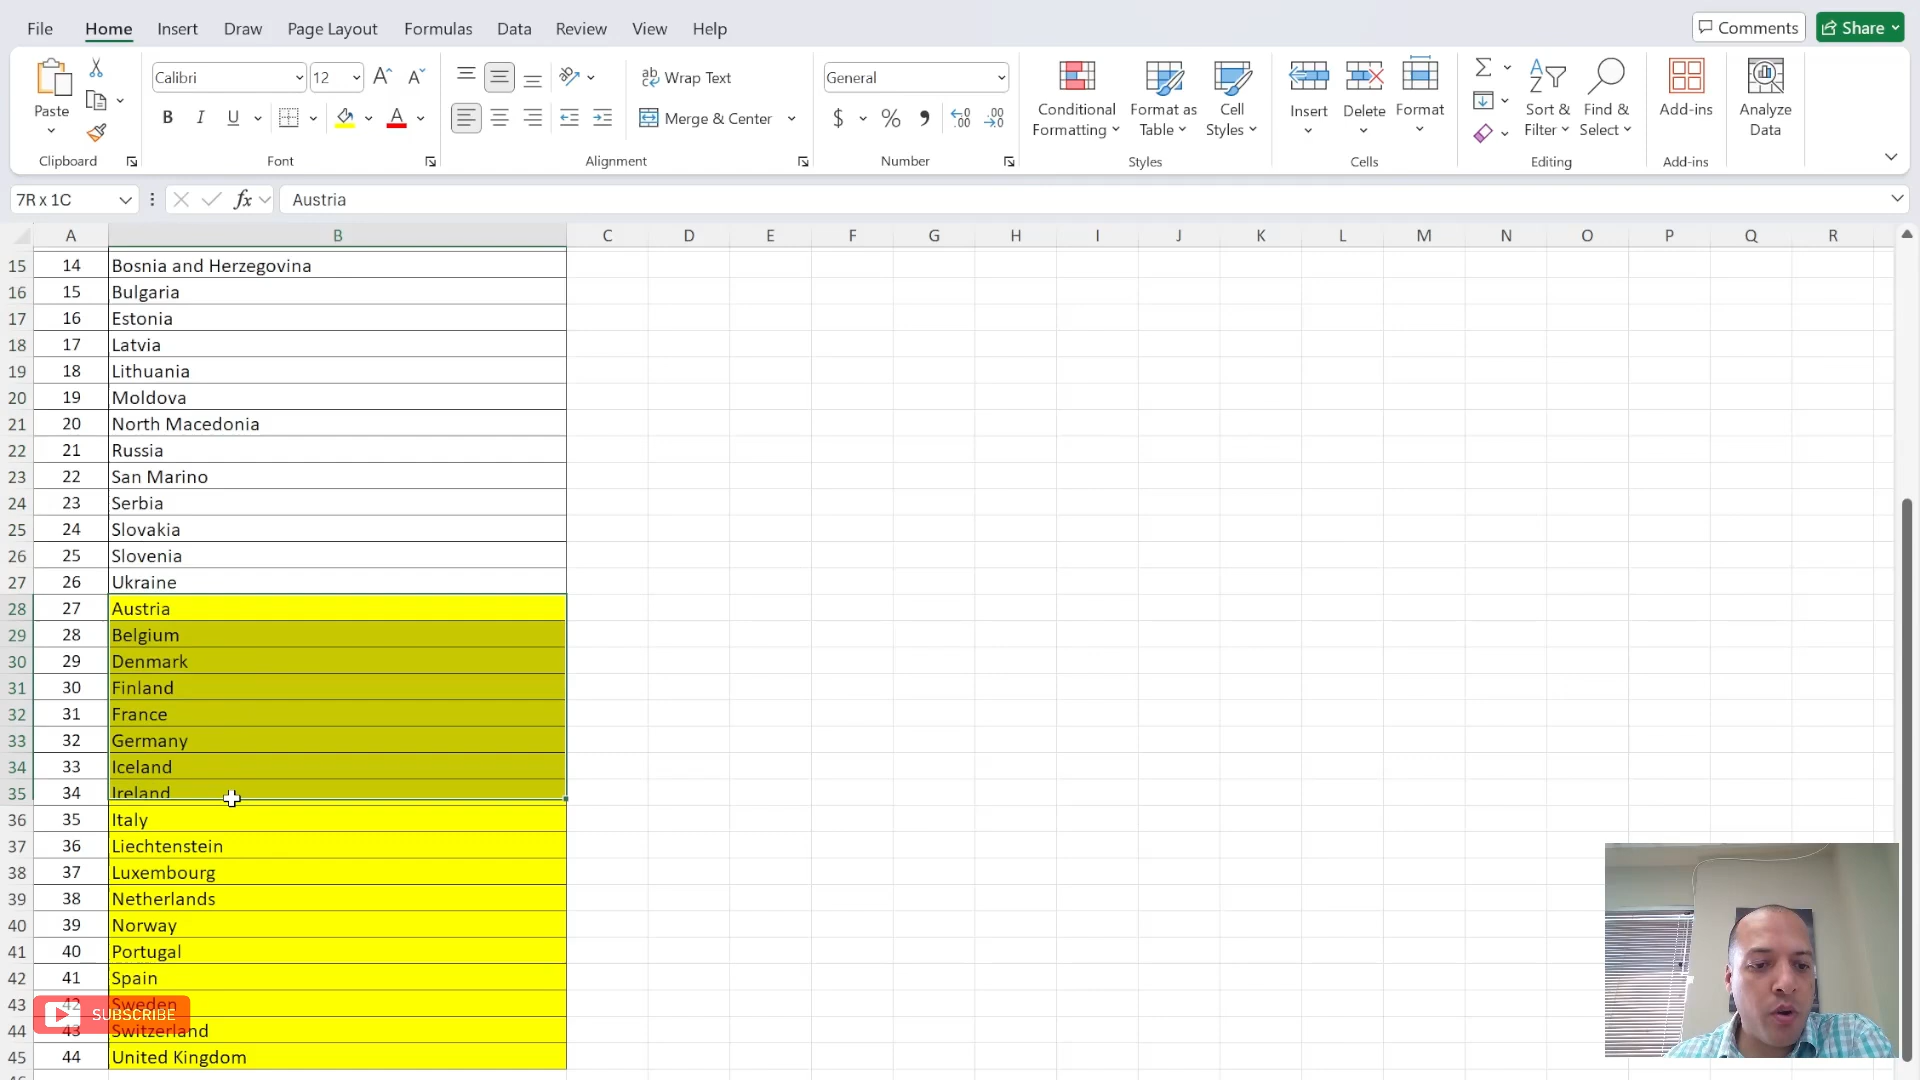 File Home Insert Draw Page Layout Formulas Data Review View Help Comments Share
Calibri 12 Wrap Text General
Paste B I U Merge & Center $ % Conditional Formatting Format as Table Cell Styles Insert Delete Format Sort & Filter Find & Select Add-ins Analyze Data
Clipboard Font Alignment Number Styles Cells Editing Add-ins
7R x 1C fx Austria
A B C D E F G H I J K L M N O P Q R
15 14 Bosnia and Herzegovina
16 15 Bulgaria
17 16 Estonia
18 17 Latvia
19 18 Lithuania
20 19 Moldova
21 20 North Macedonia
22 21 Russia
23 22 San Marino
24 23 Serbia
25 24 Slovakia
26 25 Slovenia
27 26 Ukraine
28 27 Austria
29 28 Belgium
30 29 Denmark
31 30 Finland
32 31 France
33 32 Germany
34 33 Iceland
35 34 Ireland
36 35 Italy
37 36 Liechtenstein
38 37 Luxembourg
39 38 Netherlands
40 39 Norway
41 40 Portugal
42 41 Spain
43 42 Sweden
SUBSCRIBE
44 43 Switzerland
45 44 United Kingdom